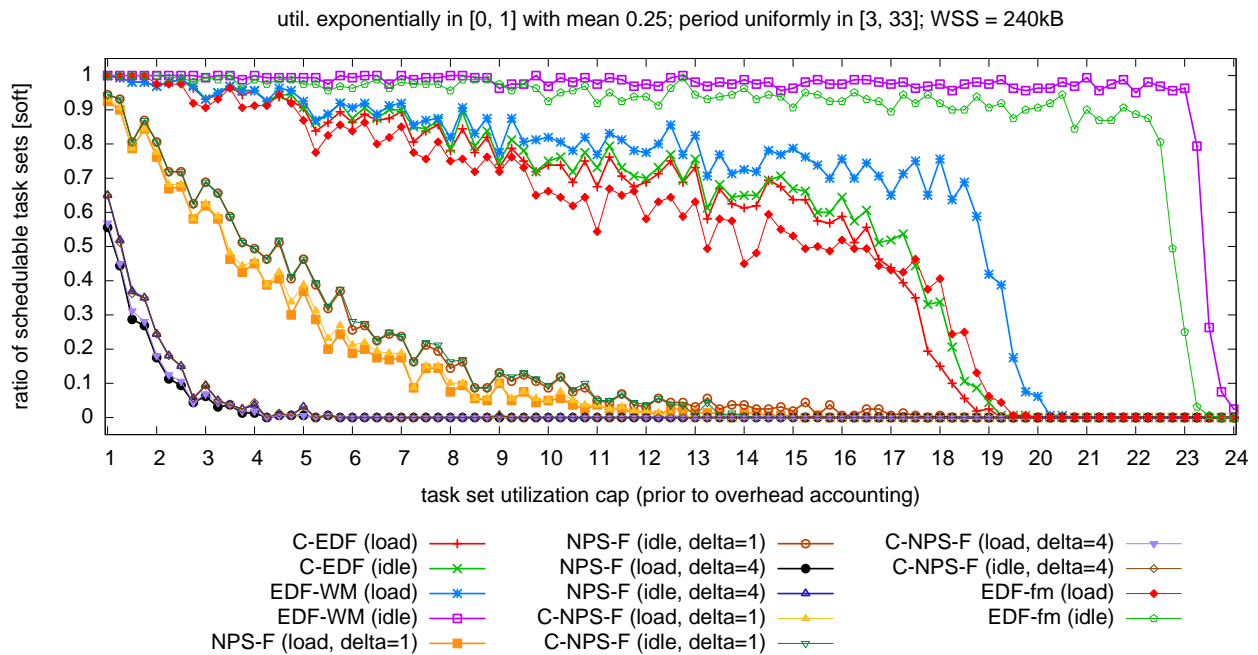 util. exponentially in [0, 1] with mean 0.25; period uniformly in [3, 33]; WSS = 240kB
ratio of schedulable task sets [soft]
1
0.9
0.8
0.7
0.6
0.5
0.4
0.3
0.2
0.1
0
1 2 3 4 5 6 7 8 9 10 11 12 13 14 15 16 17 18 19 20 21 22 23 24
task set utilization cap (prior to overhead accounting)
C-EDF (load)
C-EDF (idle)
EDF-WM (load)
EDF-WM (idle)
NPS-F (load, delta=1)
NPS-F (idle, delta=1)
NPS-F (load, delta=4)
NPS-F (idle, delta=4)
C-NPS-F (load, delta=1)
C-NPS-F (idle, delta=1)
C-NPS-F (load, delta=4)
C-NPS-F (idle, delta=4)
EDF-fm (load)
EDF-fm (idle)